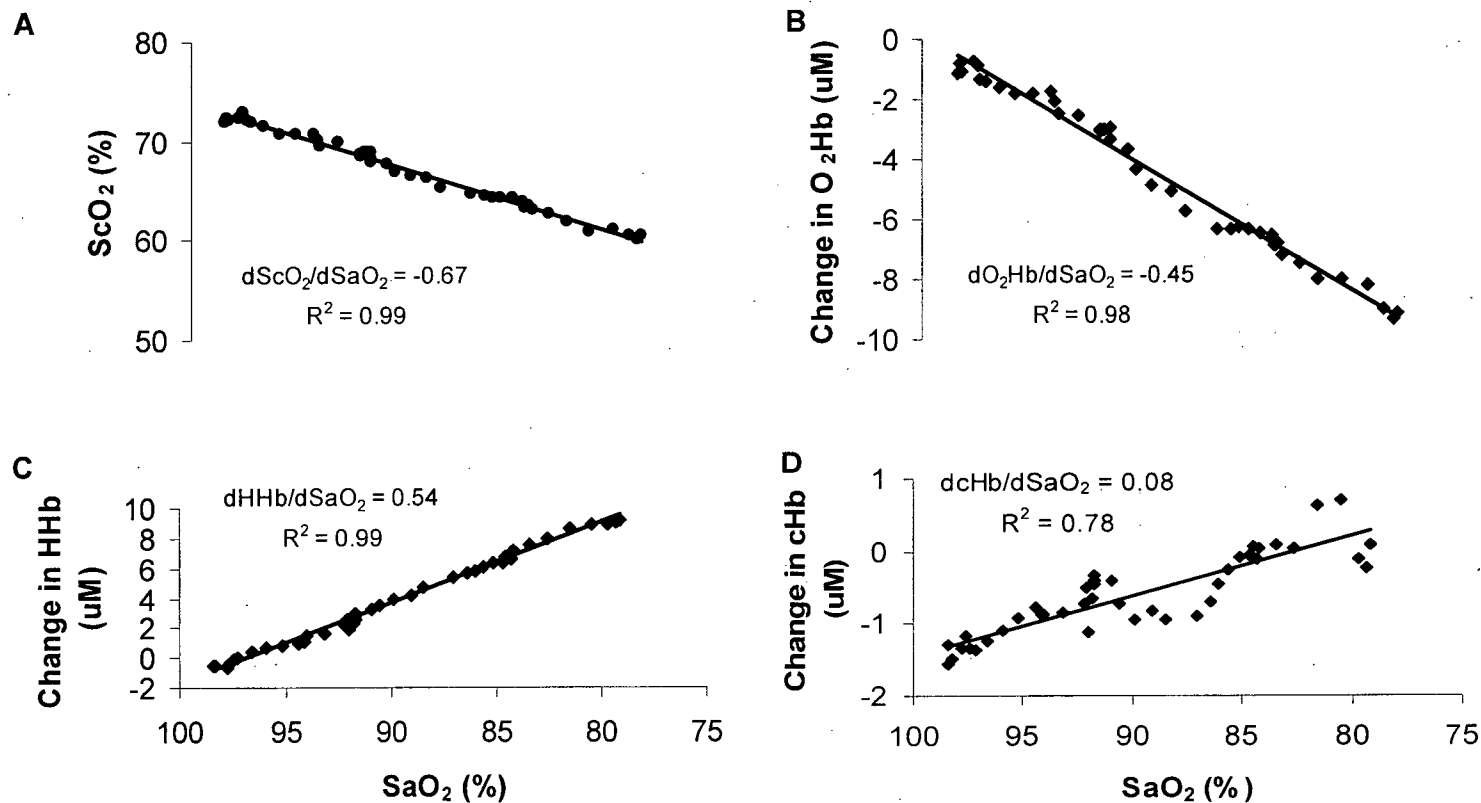 A
80
70
60
50
ScO₂ (%)
dScO₂/dSaO₂ = -0.67
R² = 0.99
B
0
-2
-4
-6
-8
-10
Change in O₂Hb (uM)
dO₂Hb/dSaO₂ = -0.45
R² = 0.98
C
dHHb/dSaO₂ = 0.54
R² = 0.99
10
8
6
4
2
0
-2
Change in HHb
(uM)
100 95 90 85 80 75
SaO₂ (%)
D
dcHb/dSaO₂ = 0.08
R² = 0.78
1
0
-1
-2
Change in cHb
(uM)
100 95 90 85 80 75
SaO₂ (%)